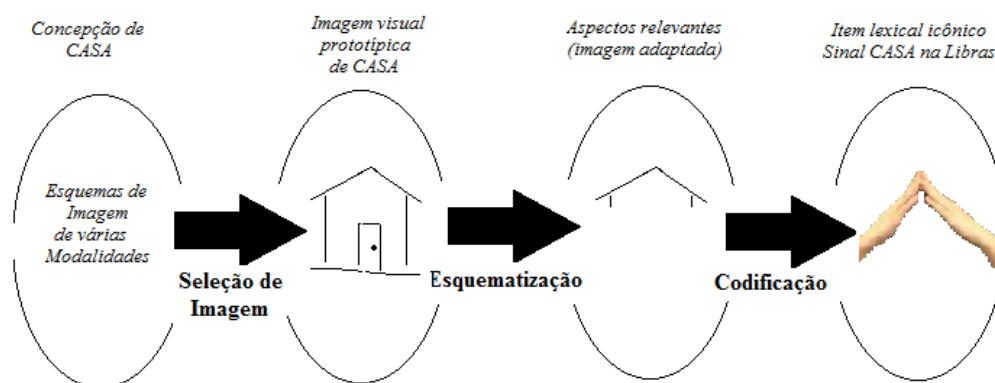 Concepção de
CASA
Imagem visual
prototípica
de CASA
Aspectos relevantes
(imagem adaptada)
Item lexical icônico
Sinal CASA na Libras
Esquemas de
Imagem
de várias
Modalidades
Seleção de
Imagem
Esquematização
Codificação